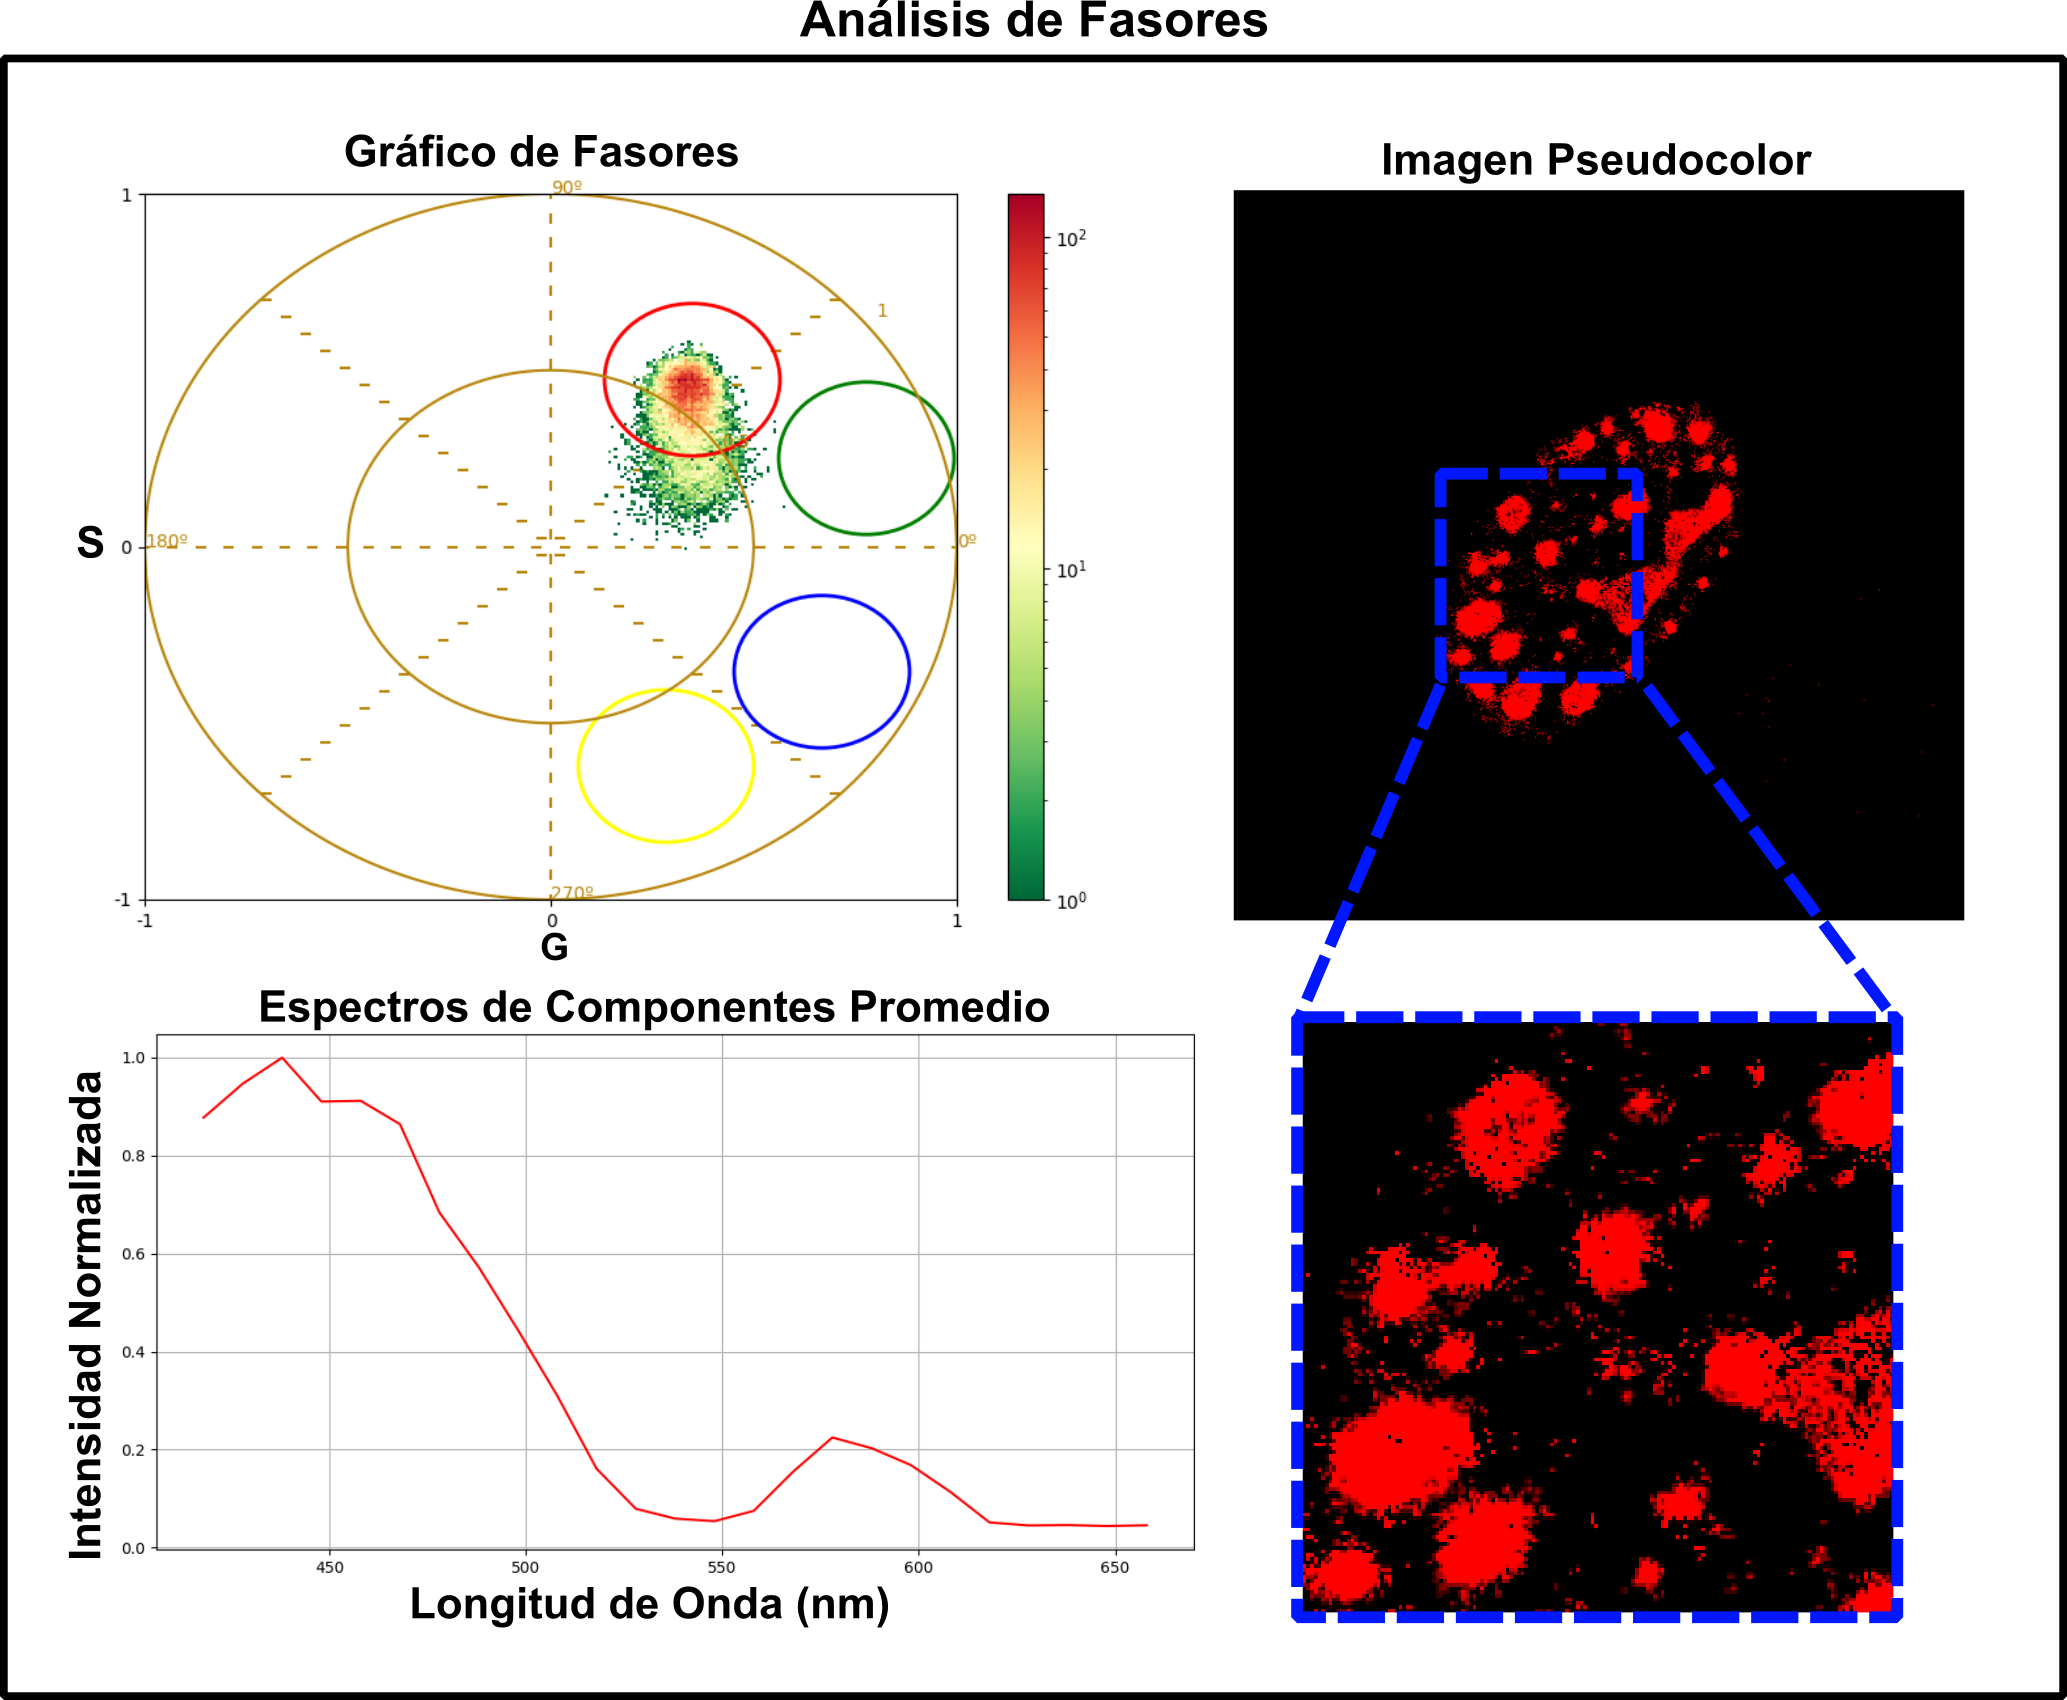 Análisis de Fasores
Gráfico de Fasores
Imagen Pseudocolor
1
90º
1
10²
10¹
10⁰
S
0
180º
0º
-1
270º
-1
0
1
G
Espectros de Componentes Promedio
Intensidad Normalizada
1.0
0.8
0.6
0.4
0.2
0.0
450
500
550
600
650
Longitud de Onda (nm)